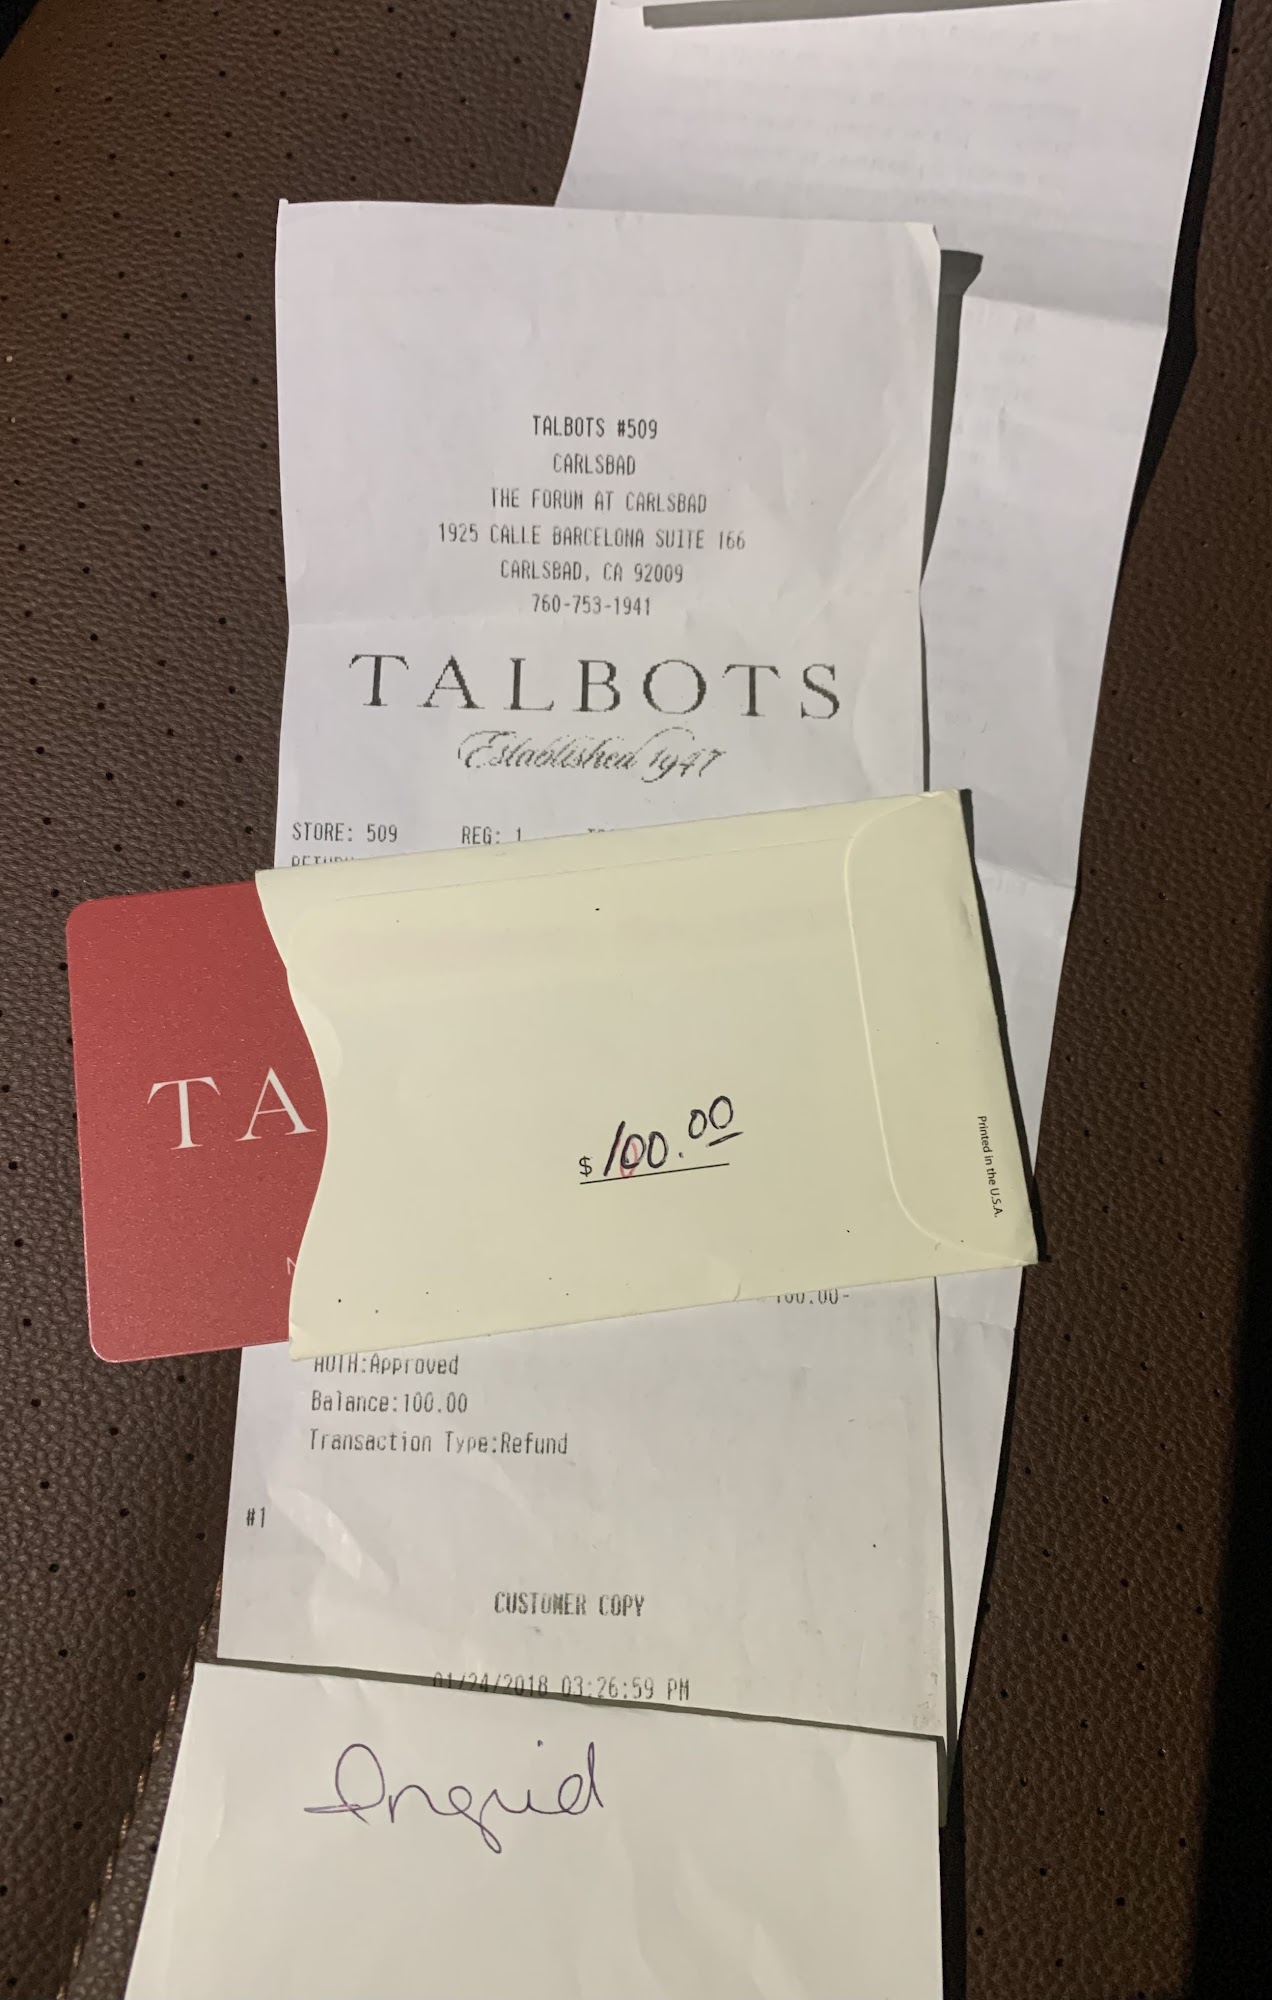 TALBOTS #509
CARLSBAD
THE FORUM AT CARLSBAD
1925 CALLE BARCELONA SUITE 166
CARLSBAD, CA 92009
760-753-1941
TALBOTS
Established 1947
STORE: 509 REG: 1
TA
$100.00
Printed in the U.S.A.
100.00-
AUTH:Approved
Balance:100.00
Transaction Type:Refund
#1
CUSTOMER COPY
01/24/2018 03:26:59 PM
Ingrid